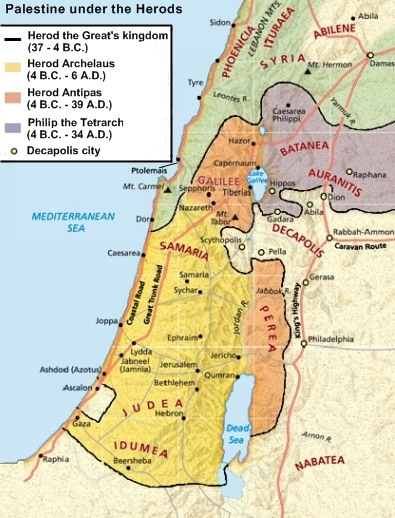 Palestine under the Herods
Herod the Great's kingdom
(37 - 4 B.C.)
Herod Archelaus
(4 B.C. - 6 A.D.)
Herod Antipas
(4 B.C. - 39 A.D.)
Philip the Tetrarch
(4 B.C. - 34 A.D.)
Decapolis city
Sidon
PHOENICIA
LEBANON MTS
ITURAEA
Abila
ABILENE
SYRIA
Damas
Mt. Hermon
Tyre
Leontes R.
Caesarea
Philippi
Yarmuk R.
Hazor
BATANEA
Ptolemais
Capernaum
Raphana
Mt. Carmel
GALILEE
Lake
Galilee
AURANITIS
Sepphoris
Tiberias
Hippos
Dion
Nazareth
Mt.
Tabor
Abila
Gadara
Dor
MEDITERRANEAN
SEA
DECAPOLIS
Rabbah-Ammon
Scythopolis
Caravan Route
SAMARIA
Pella
Caesarea
Coastal Road
Great Trunk Road
Samaria
Sychar
Jordan R.
Jabbok R.
Gerasa
King's Highway
PEREA
Joppa
Ephraim
Philadelphia
Lydda
Jabneel
(Jamnia)
Jericho
Ashdod (Azotus)
Jerusalem
Qumran
Ascalon
Bethlehem
JUDEA
Gaza
Hebron
Dead
Sea
Arnon R.
IDUMEA
Raphia
Beersheba
NABATEA